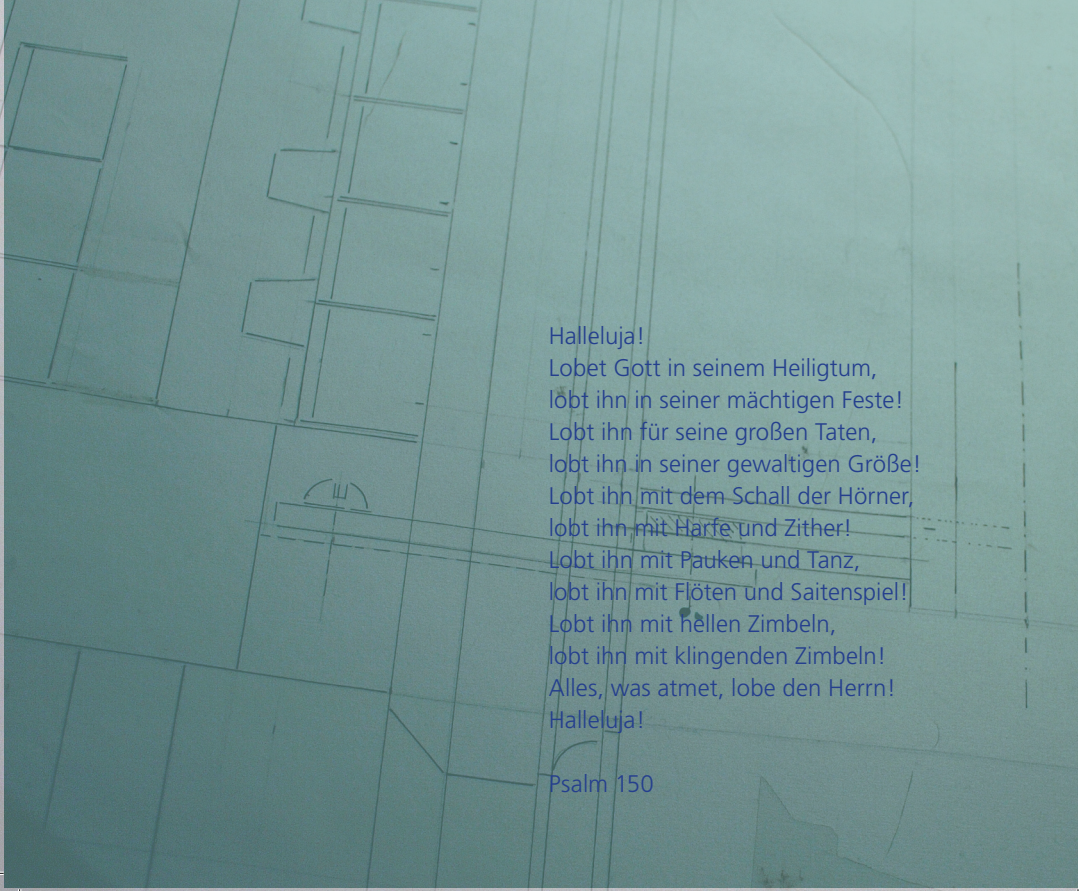 Halleluja!
Lobet Gott in seinem Heiligtum,
lobt ihn in seiner mächtigen Feste!
Lobt ihn für seine großen Taten,
lobt ihn in seiner gewaltigen Größe!
Lobt ihn mit dem Schall der Hörner,
lobt ihn mit Harfe und Zither!
Lobt ihn mit Pauken und Tanz,
lobt ihn mit Flöten und Saitenspiel!
Lobt ihn mit hellen Zimbeln,
lobt ihn mit klingenden Zimbeln!
Alles, was atmet, lobe den Herrn!
Halleluja!
Psalm 150